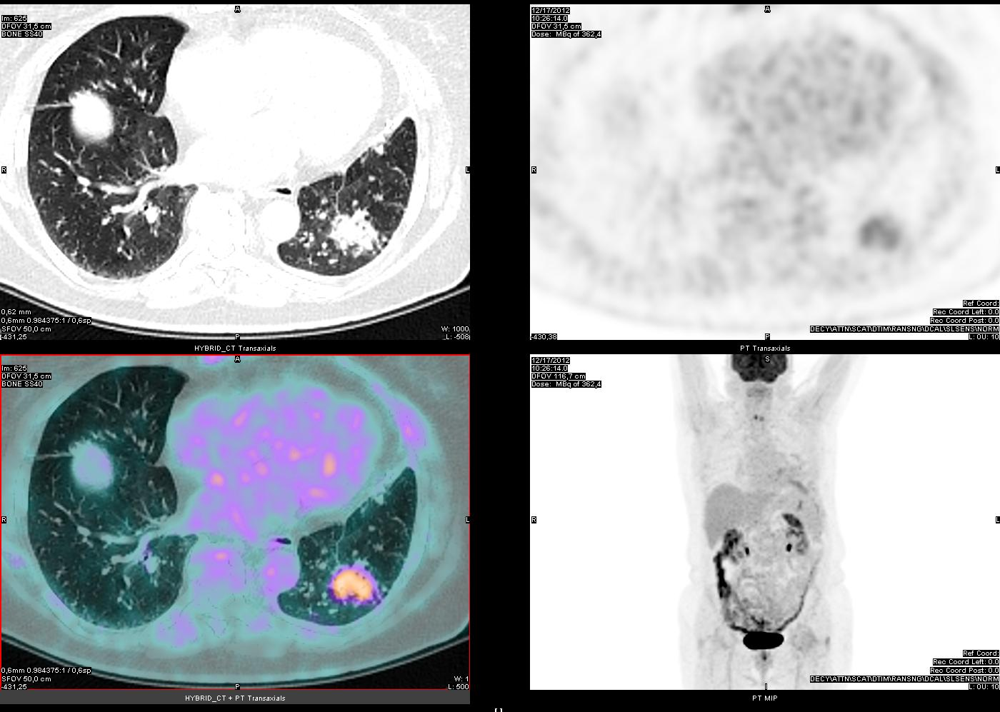 A
Im: 625
DFOV 31,5 cm
BONE SS40
R
L
0,62 mm
0,6mm 0.984375:1 / 0,6sp
SFOV 50,0 cm
-431,25
P
W: 1000
L: -508
HYBRID_CT Transaxials
A
12/17/2012
10:26:14.0
DFOV 31,5 cm
Dose: MBq of 362,4
R
L
Ref Coord:
Rec Coord Left: 0.0
Rec Coord Post: 0.0
DECY\ATTN\SCAT\DTIM\RANSNG\DCAL\SLSENS\NORM
-430,38
P
L: 0U: 10
PT Transaxials
A
Im: 625
DFOV 31,5 cm
BONE SS40
R
L
0,6mm 0.984375:1 / 0,6sp
SFOV 50,0 cm
-431,25
P
W: 1
L: 500
HYBRID_CT + PT Transaxials
S
12/17/2012
10:26:14.0
DFOV 116,7 cm
Dose: MBq of 362,4
R
L
Ref Coord:
Rec Coord Left: 0.0
Rec Coord Post: 0.0
DECY\ATTN\SCAT\DTIM\RANSNG\DCAL\SLSENS\NORM
I
L: 0U: 10
PT MIP